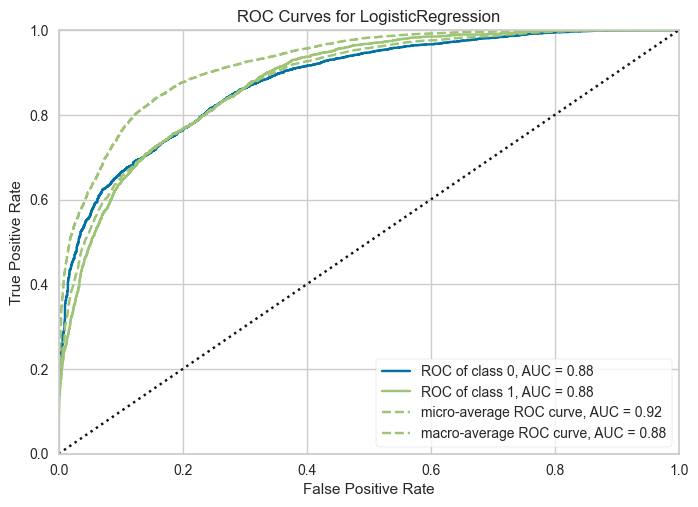 ROC Curves for LogisticRegression
True Positive Rate
1.0
0.8
0.6
0.4
0.2
0.0
ROC of class 0, AUC = 0.88
ROC of class 1, AUC = 0.88
micro-average ROC curve, AUC = 0.92
macro-average ROC curve, AUC = 0.88
0.0 0.2 0.4 0.6 0.8 1.0
False Positive Rate